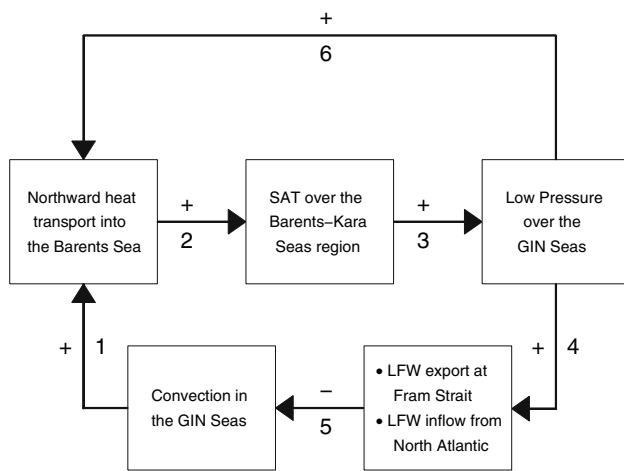 +
6
Northward heat
transport into
the Barents Sea
+
2
SAT over the
Barents–Kara
Seas region
+
3
Low Pressure
over the
GIN Seas
+ 1
Convection in
the GIN Seas
–
5
• LFW export at
Fram Strait
• LFW inflow from
North Atlantic
+ 4